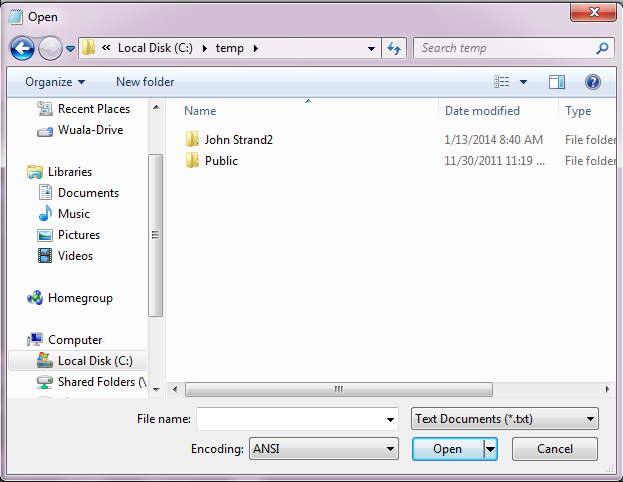 Open
« Local Disk (C:) temp
Search temp
Organize New folder
Name Date modified Type
Recent Places
Wuala-Drive
Libraries
Documents
Music
Pictures
Videos
Homegroup
Computer
Local Disk (C:)
Shared Folders (\
John Strand2 1/13/2014 8:40 AM File folder
Public 11/30/2011 11:19 ... File folder
File name: Text Documents (*.txt)
Encoding: ANSI Open Cancel